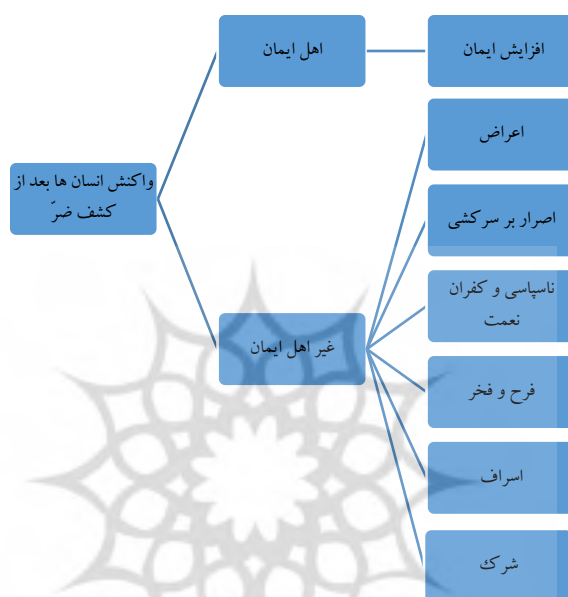 واکنش انسان ها بعد از
کشف ضرّ
اهل ایمان
افزایش ایمان
غیر اهل ایمان
اعراض
اصرار بر سرکشی
ناسپاسی و کفران
نعمت
فرح و فخر
اسراف
شرک